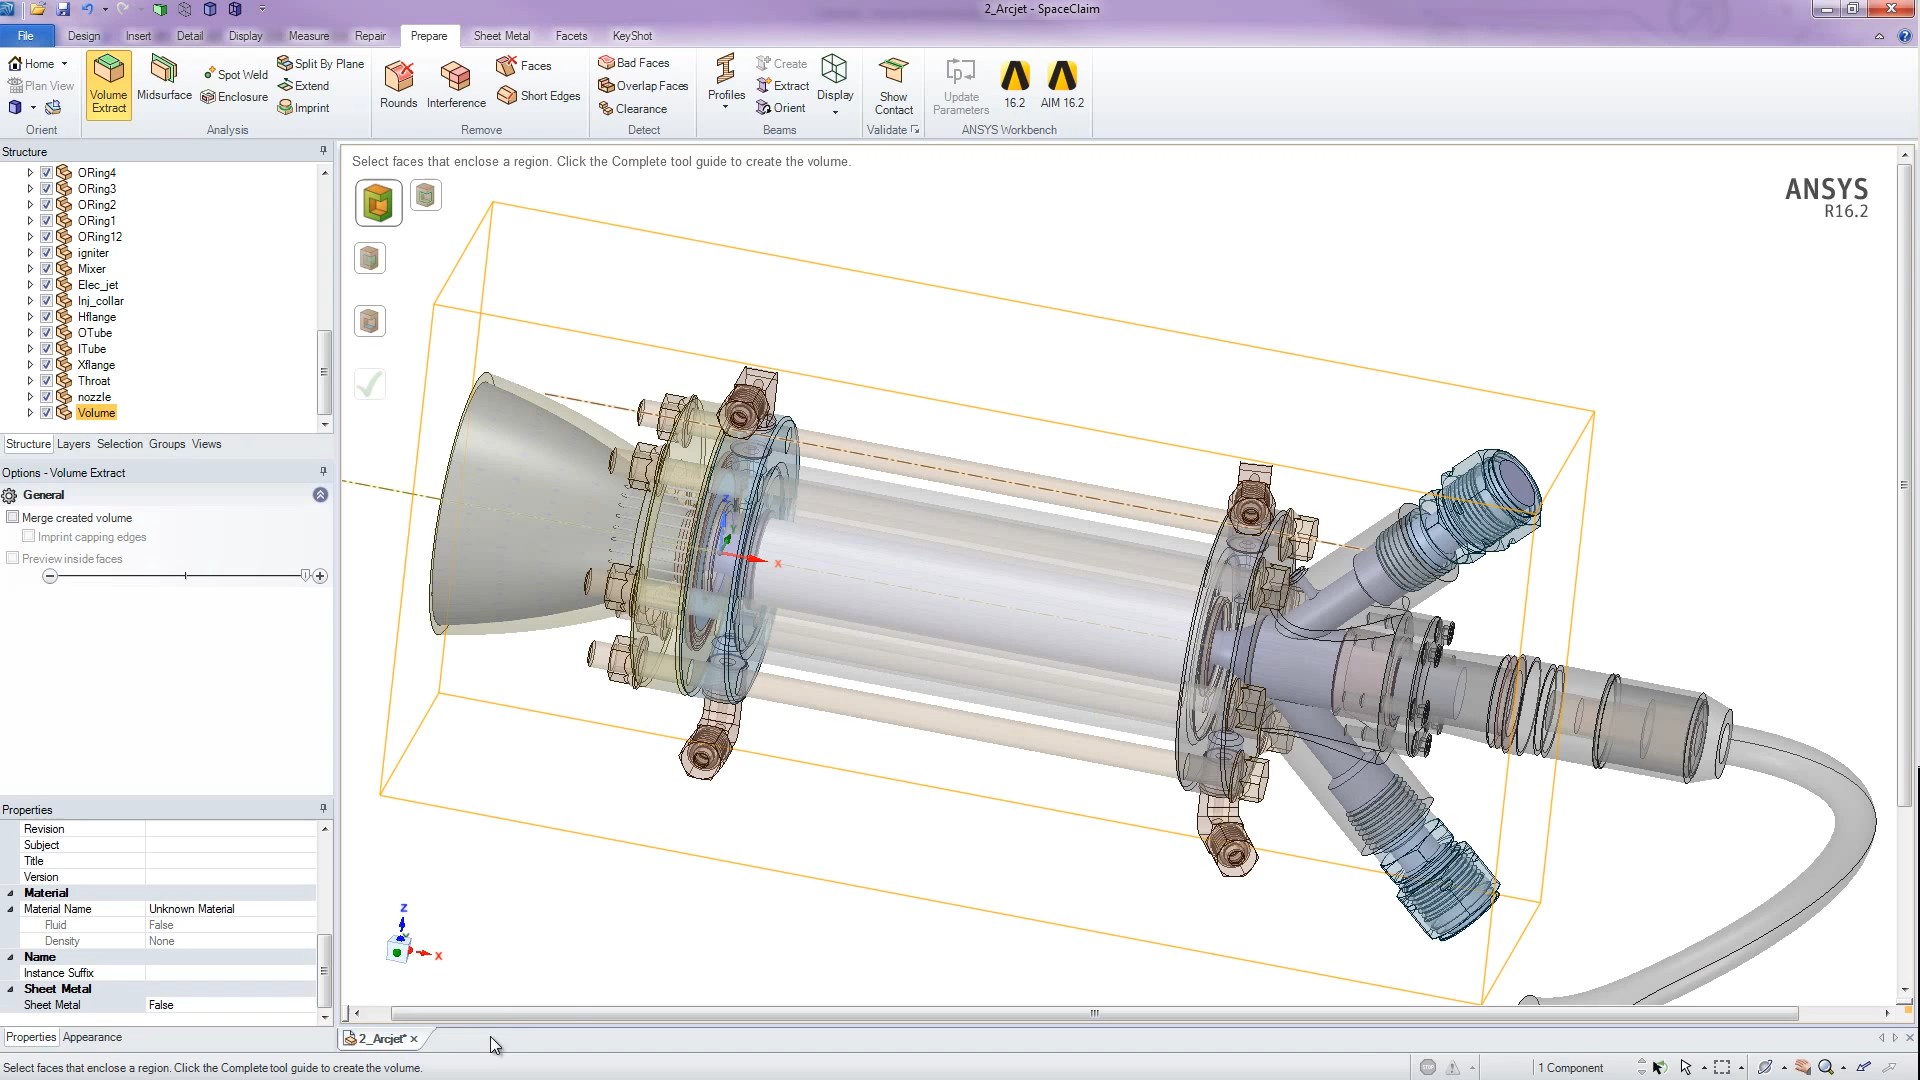 2_Arcjet - SpaceClaim
File Design Insert Detail Display Measure Repair Prepare Sheet Metal Facets KeyShot
Home
Plan View
Orient
Volume Extract
Midsurface
Spot Weld
Enclosure
Split By Plane
Extend
Imprint
Analysis
Rounds
Interference
Faces
Short Edges
Remove
Bad Faces
Overlap Faces
Clearance
Detect
Profiles
Create
Extract
Orient
Display
Beams
Show Contact
Validate
Update Parameters
16.2
AIM 16.2
ANSYS Workbench
Structure
ORing4
ORing3
ORing2
ORing1
ORing12
igniter
Mixer
Elec_jet
Inj_collar
Hflange
OTube
ITube
Xflange
Throat
nozzle
Volume
Structure Layers Selection Groups Views
Options - Volume Extract
General
Merge created volume
Imprint capping edges
Preview inside faces
Properties
Revision
Subject
Title
Version
Material
Material Name Unknown Material
Fluid False
Density None
Name
Instance Suffix
Sheet Metal
Sheet Metal False
Properties Appearance
Select faces that enclose a region. Click the Complete tool guide to create the volume.
ANSYS
R16.2
Z
X
Z
X
2_Arcjet*
Select faces that enclose a region. Click the Complete tool guide to create the volume.
1 Component